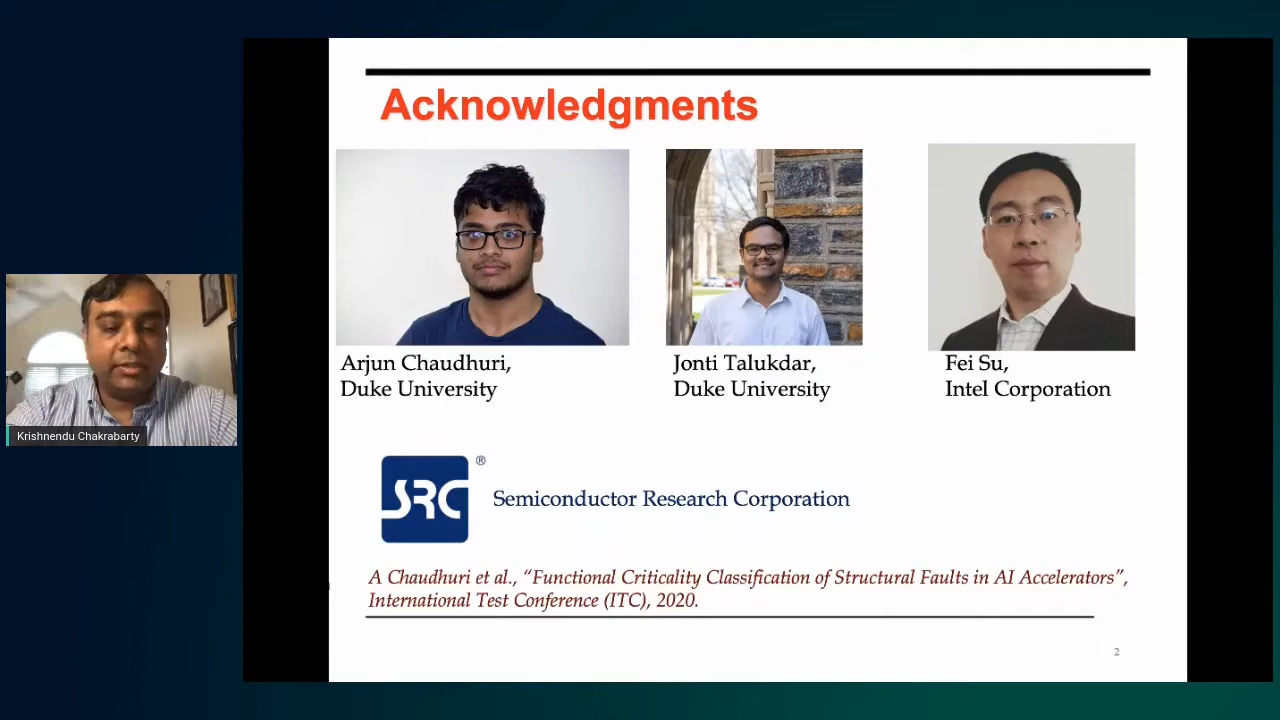 Acknowledgments
Arjun Chaudhuri,
Duke University
Jonti Talukdar,
Duke University
Fei Su,
Intel Corporation
Krishnendu Chakrabarty
SRC ®
Semiconductor Research Corporation
A Chaudhuri et al., “Functional Criticality Classification of Structural Faults in AI Accelerators”,
International Test Conference (ITC), 2020.
2